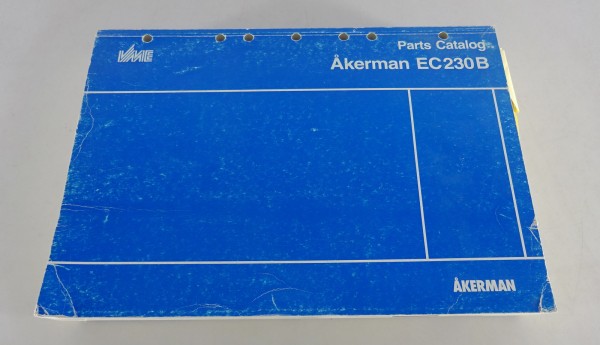 VME
Parts Catalog
Åkerman EC230B
ÅKERMAN